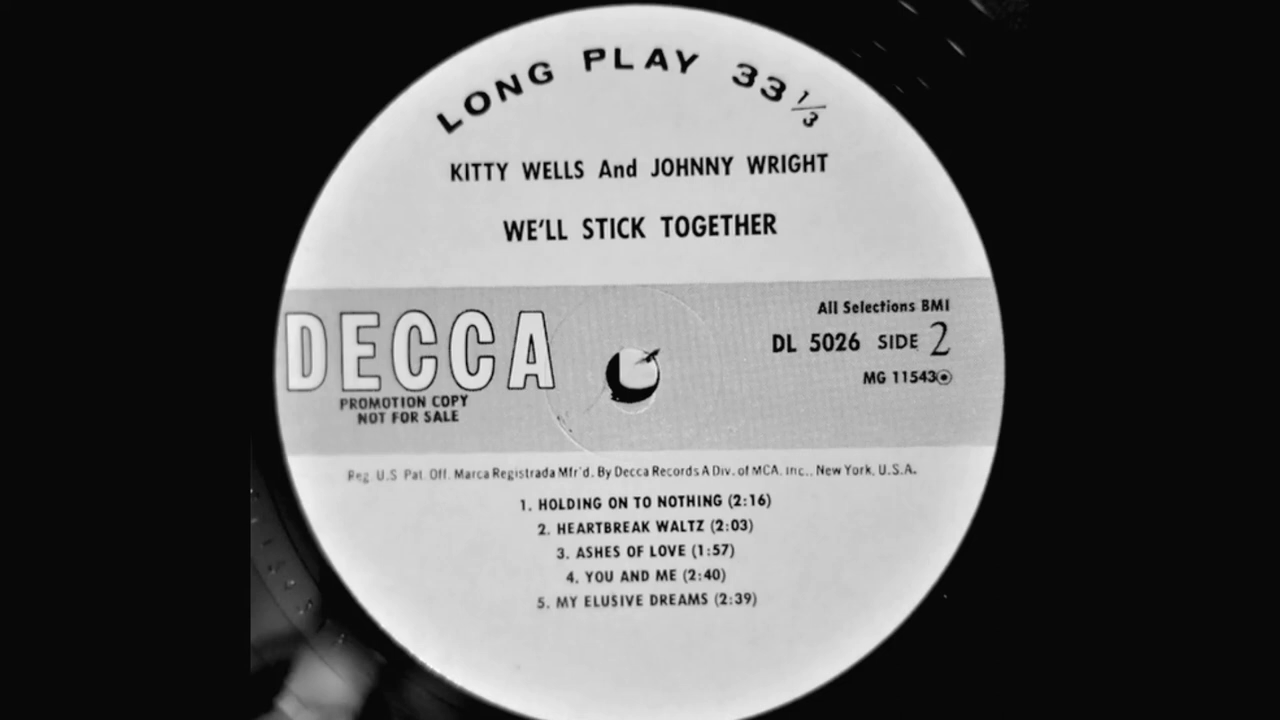 LONG PLAY 33 1/3
KITTY WELLS And JOHNNY WRIGHT
WE'LL STICK TOGETHER
All Selections BMI
DECCA
DL 5026 SIDE 2
MG 11543
PROMOTION COPY
NOT FOR SALE
Reg. U.S. Pat. Off. Marca Registrada Mfr'd. By Decca Records A Div. of MCA, Inc., New York, U.S.A.
1. HOLDING ON TO NOTHING (2:16)
2. HEARTBREAK WALTZ (2:03)
3. ASHES OF LOVE (1:57)
4. YOU AND ME (2:40)
5. MY ELUSIVE DREAMS (2:39)